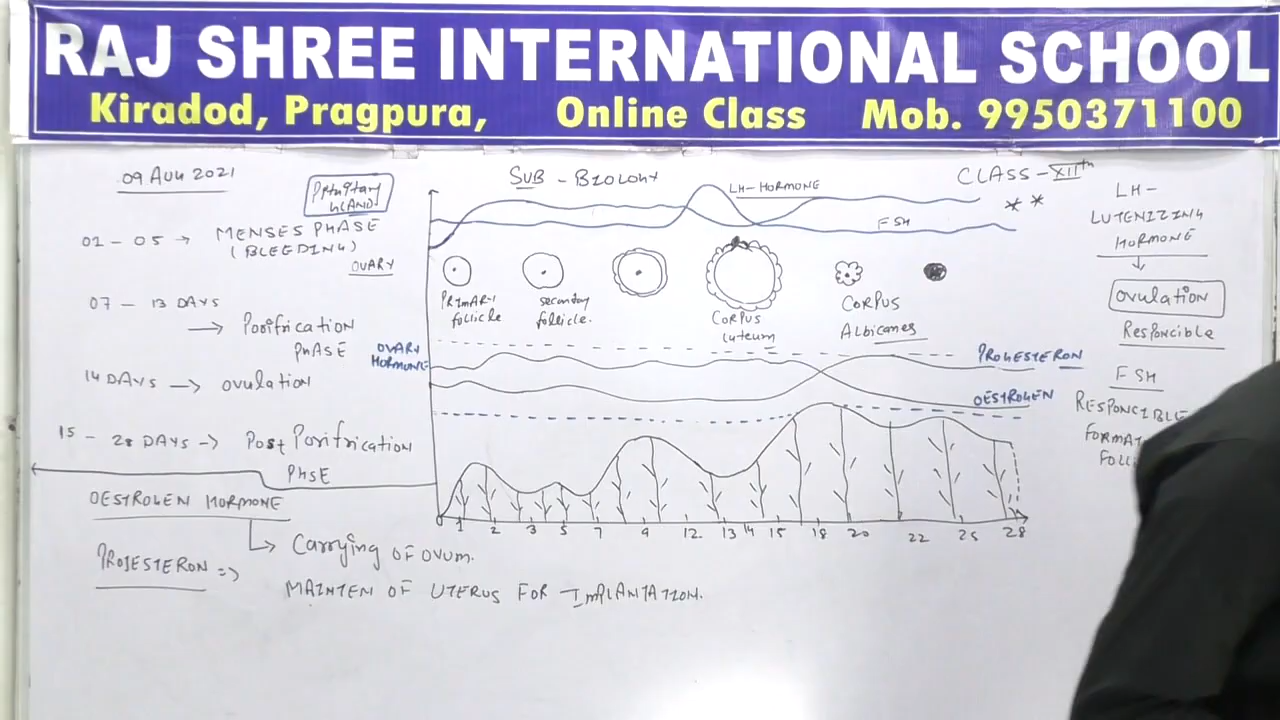 RAJ SHREE INTERNATIONAL SCHOOL
Kiradod, Pragpura, Online Class Mob. 9950371100
09 AUG 2021
SUB - BIOLOGY
CLASS - XIIth
PItuItary
GLAND
LH-HORMONE
FSH
01 - 05 → MENSES PHASE
(BLEEDING)
OVARY
07 - 13 DAYS
→ Porifrication
PHASE
14 DAYS → ovulation
15 - 28 DAYS → Post Porifrication
PHSE
PRImARY
follicle
secondary
follicle.
CORPUS
luteum
CORPUS
Albicanes
OVARY
HORMONE
PROGESTERON
OESTROGEN
1 2 3 5 7 9 12 13 14 15 18 20 22 25 28
OESTROGEN HORMONE
Carrying OF OVUM.
PROJESTERON =>
MAINTEN OF UTERUS FOR ImPLANTATION.
* *
LH-
LUTENIZING
HORMONE
↓
ovulation
Responcible
FSH
RESPONCIBLE